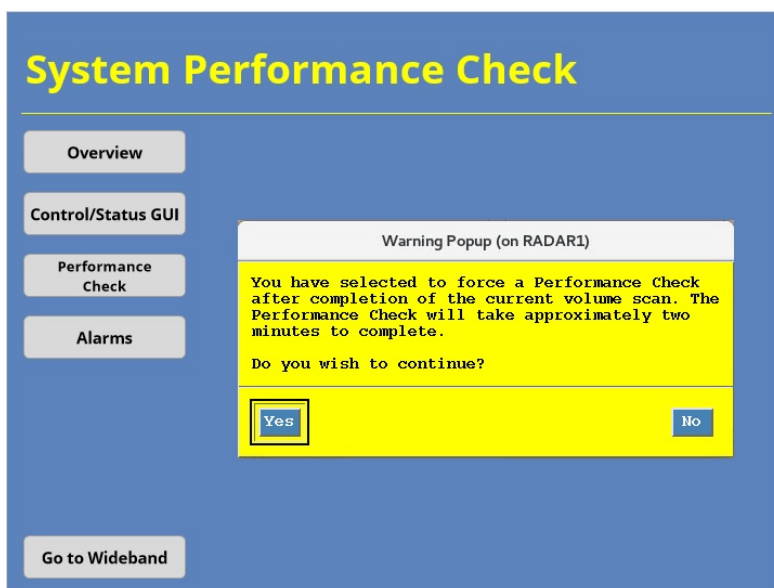 System Performance Check
Overview
Control/Status GUI
Performance
Check
Alarms
Go to Wideband
Warning Popup (on RADAR1)
You have selected to force a Performance Check
after completion of the current volume scan. The
Performance Check will take approximately two
minutes to complete.
Do you wish to continue?
Yes
No